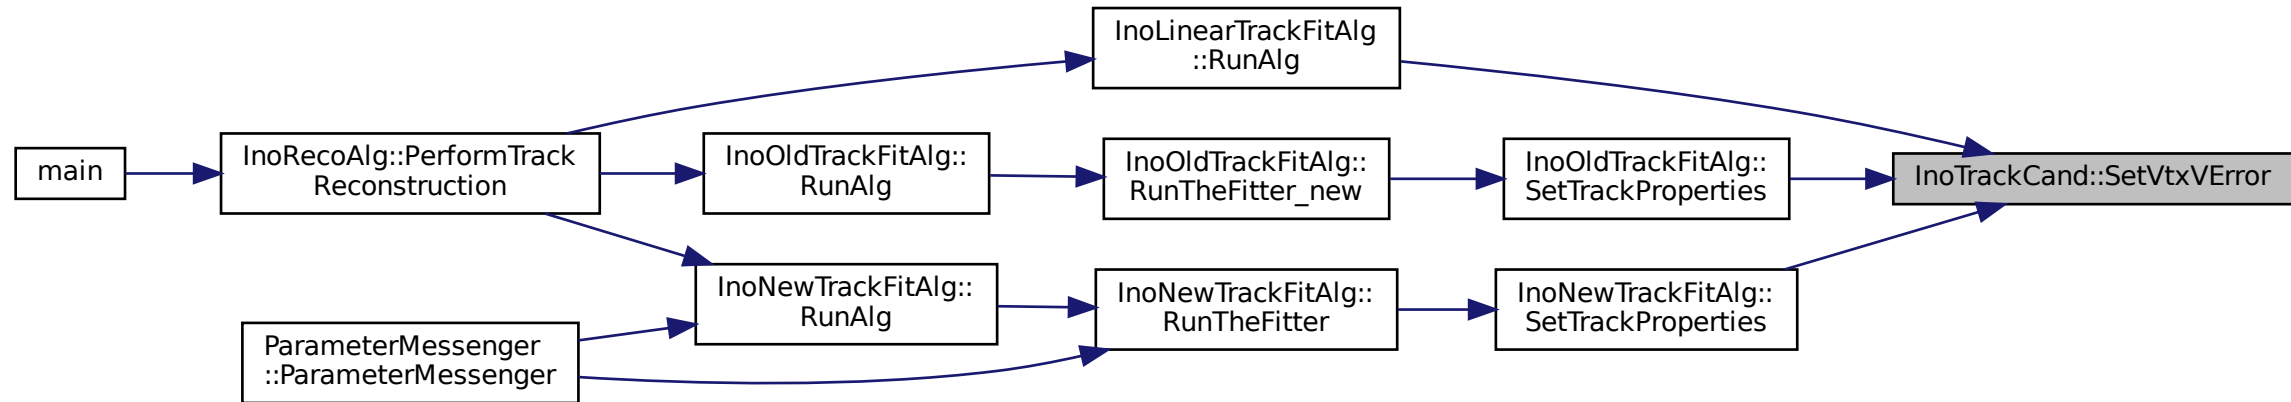 main
InoRecoAlg::PerformTrack
Reconstruction
InoLinearTrackFitAlg
::RunAlg
InoOldTrackFitAlg::
RunAlg
InoOldTrackFitAlg::
RunTheFitter_new
InoOldTrackFitAlg::
SetTrackProperties
InoTrackCand::SetVtxVError
InoNewTrackFitAlg::
RunAlg
InoNewTrackFitAlg::
RunTheFitter
InoNewTrackFitAlg::
SetTrackProperties
ParameterMessenger
::ParameterMessenger